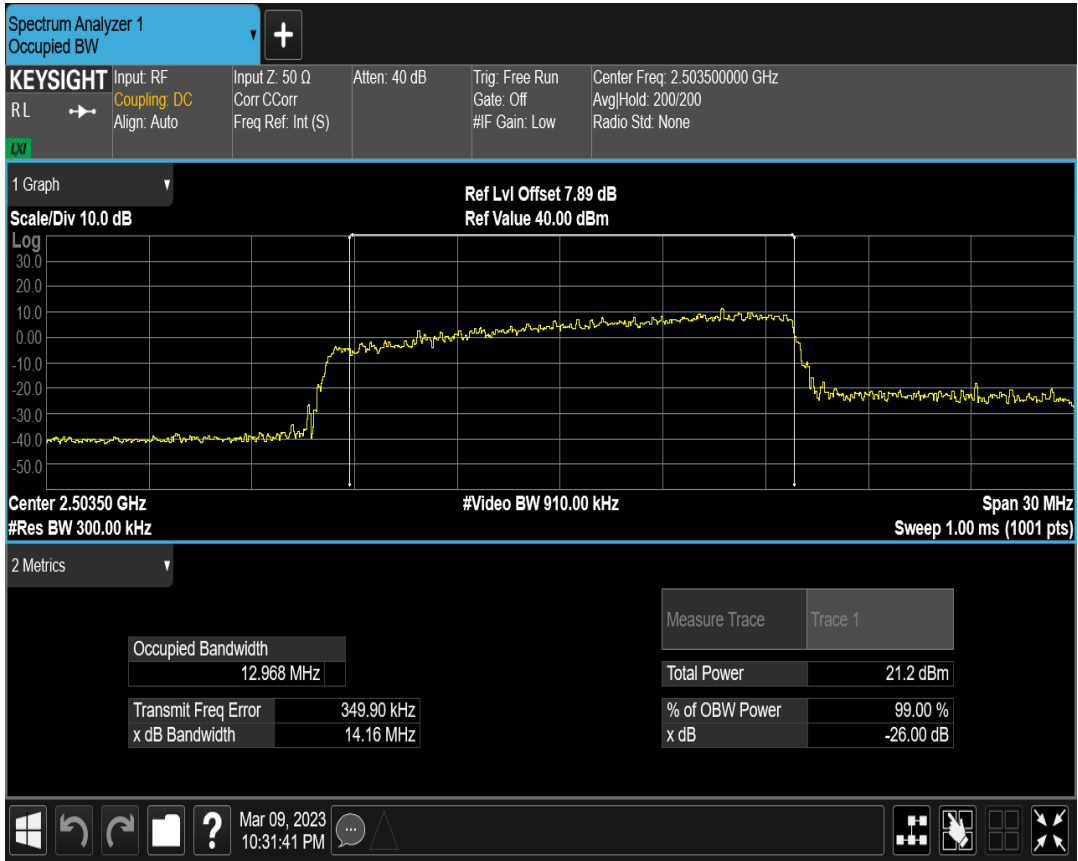 Spectrum Analyzer 1
Occupied BW
KEYSIGHT
R L
LXI
Input: RF
Coupling: DC
Align: Auto
Input Z: 50 Ω
Corr CCorr
Freq Ref: Int (S)
Atten: 40 dB
Trig: Free Run
Gate: Off
#IF Gain: Low
Center Freq: 2.503500000 GHz
Avg|Hold: 200/200
Radio Std: None
1 Graph
Scale/Div 10.0 dB
Ref Lvl Offset 7.89 dB
Ref Value 40.00 dBm
Log
30.0
20.0
10.0
0.00
-10.0
-20.0
-30.0
-40.0
-50.0
Center 2.50350 GHz
#Video BW 910.00 kHz
Span 30 MHz
#Res BW 300.00 kHz
Sweep 1.00 ms (1001 pts)
2 Metrics
Measure Trace Trace 1
Occupied Bandwidth
12.968 MHz
Total Power 21.2 dBm
Transmit Freq Error 349.90 kHz
% of OBW Power 99.00 %
x dB Bandwidth 14.16 MHz
x dB -26.00 dB
Mar 09, 2023
10:31:41 PM